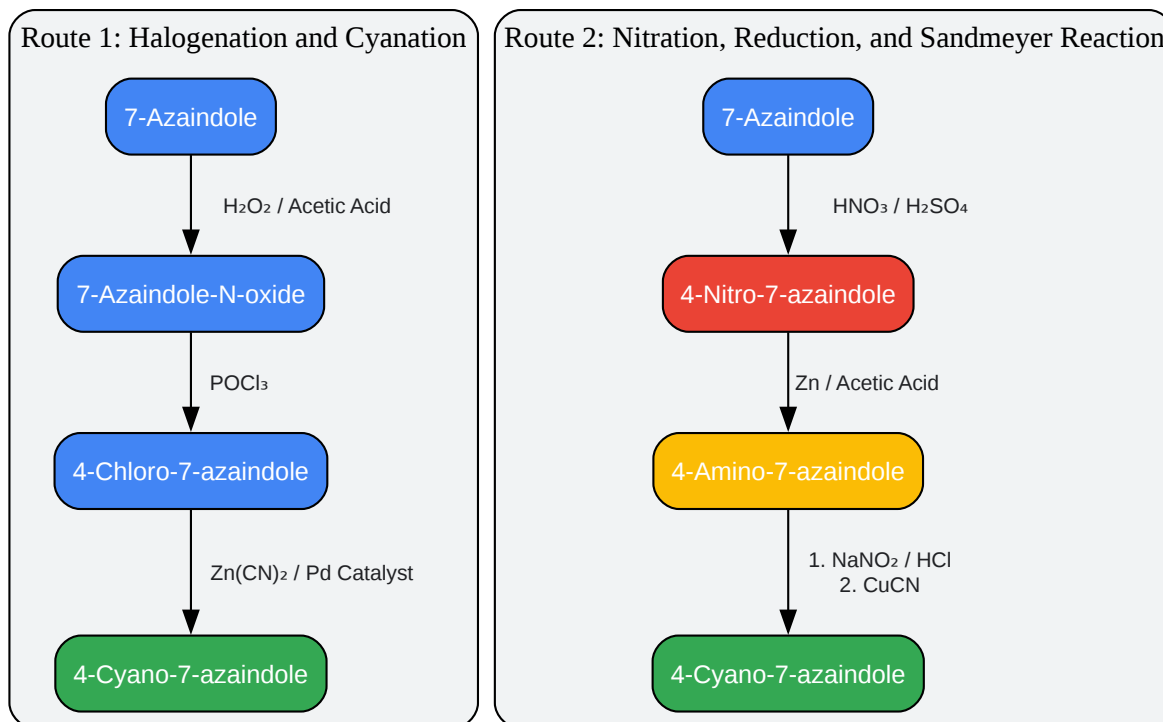 Route 1: Halogenation and Cyanation
7-Azaindole
H₂O₂ / Acetic Acid
7-Azaindole-N-oxide
POCl₃
4-Chloro-7-azaindole
Zn(CN)₂ / Pd Catalyst
4-Cyano-7-azaindole
Route 2: Nitration, Reduction, and Sandmeyer Reaction
7-Azaindole
HNO₃ / H₂SO₄
4-Nitro-7-azaindole
Zn / Acetic Acid
4-Amino-7-azaindole
1. NaNO₂ / HCl
2. CuCN
4-Cyano-7-azaindole